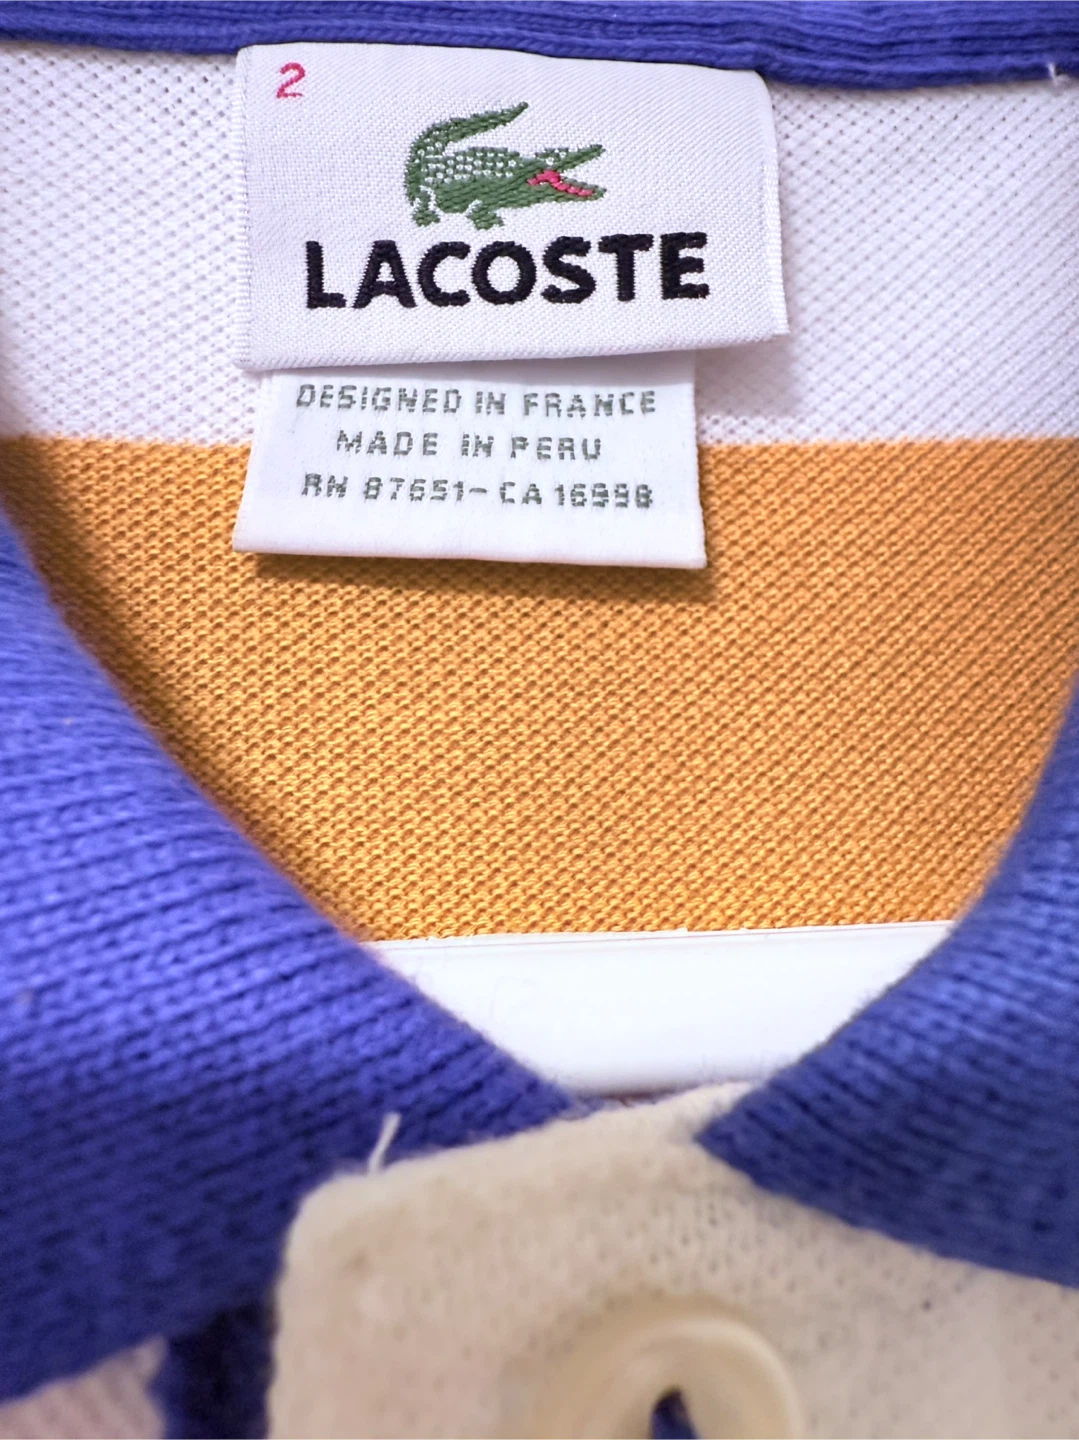 2
LACOSTE
DESIGNED IN FRANCE
MADE IN PERU
RN 87651-CA 16998